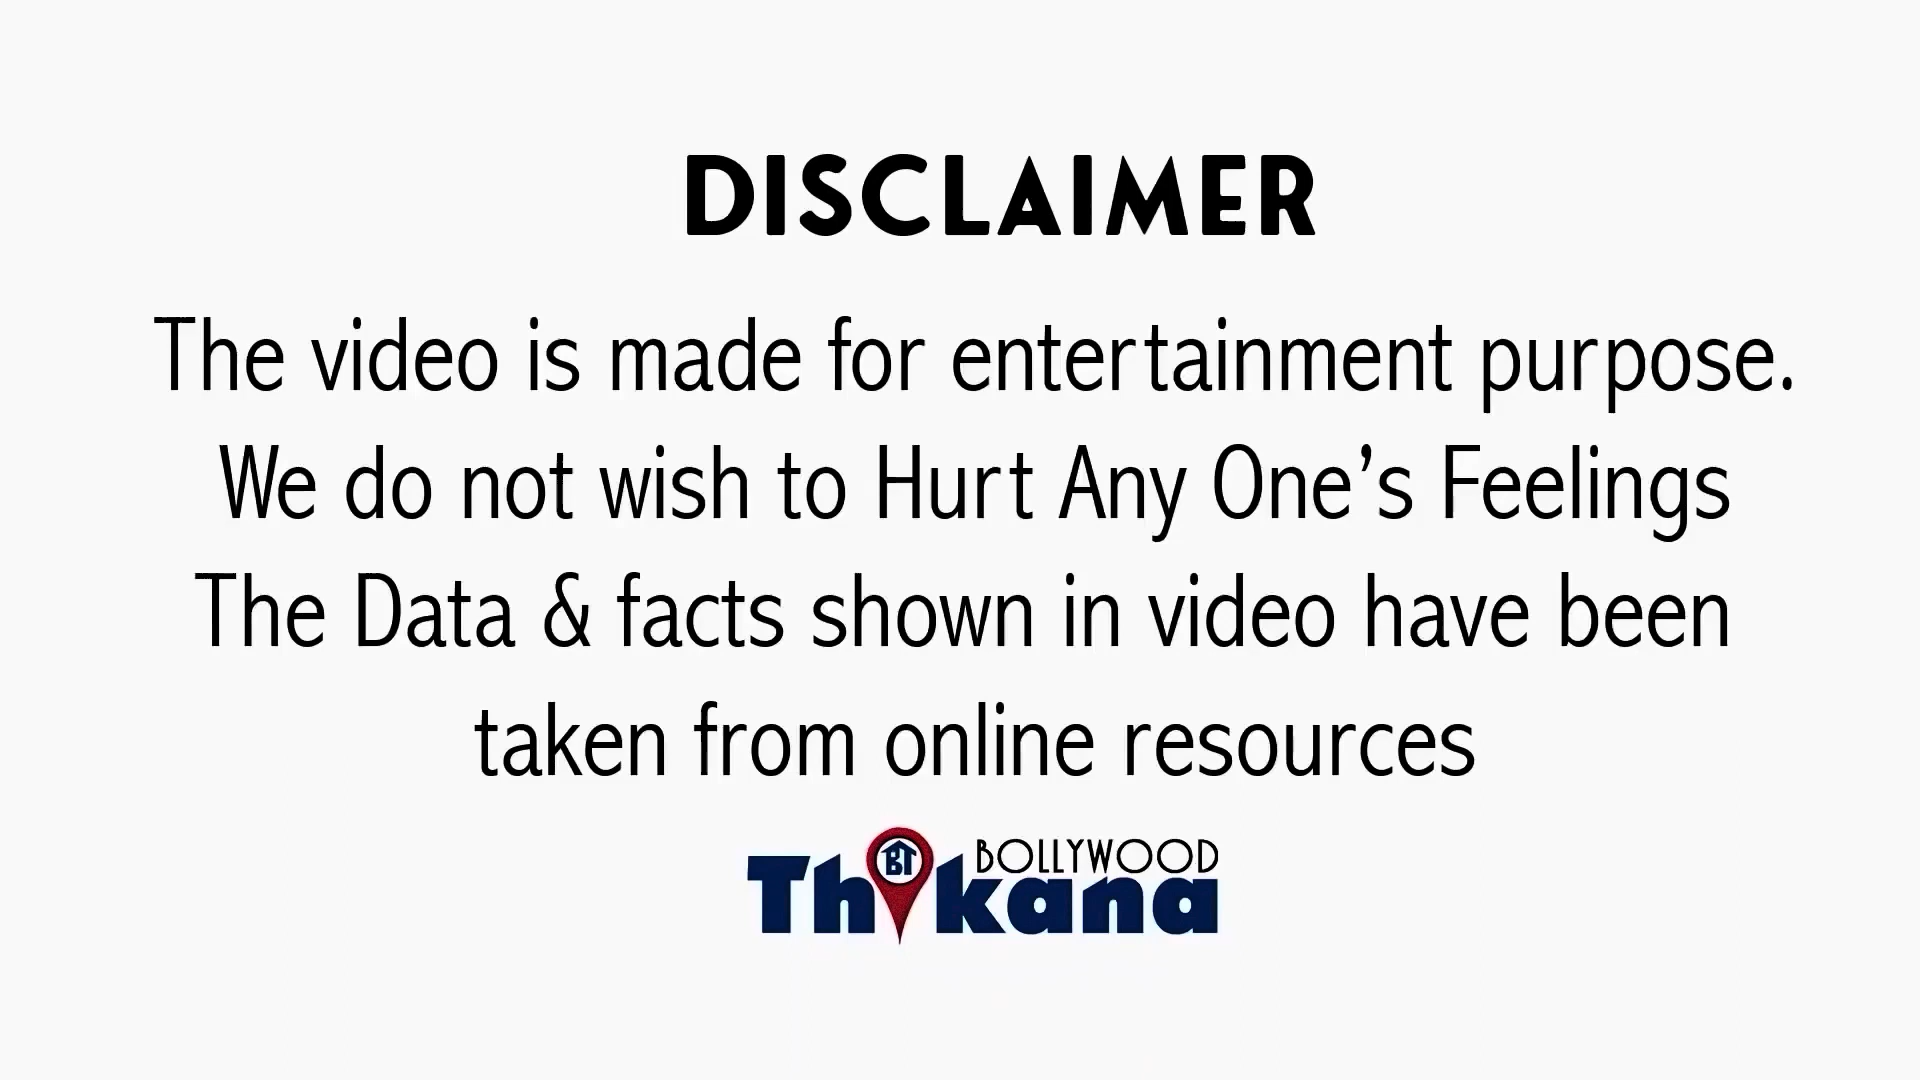 DISCLAIMER
The video is made for entertainment purpose.
We do not wish to Hurt Any One’s Feelings
The Data & facts shown in video have been
taken from online resources
BOLLYWOOD
BT
Thikana